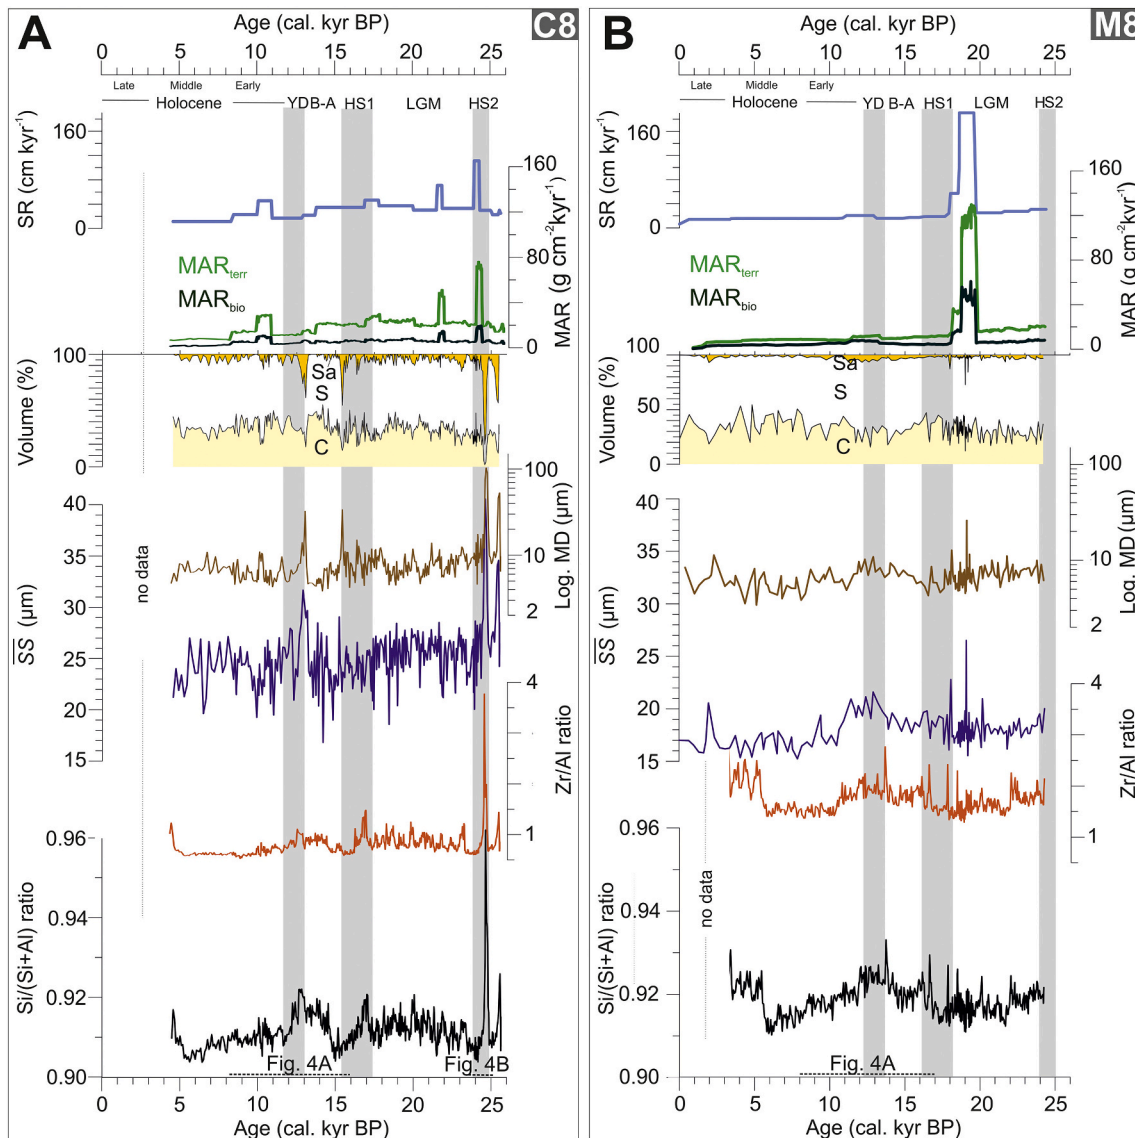 A
C8
Age (cal. kyr BP)
0 5 10 15 20 25
Late Middle Early
Holocene YD B-A HS1 LGM HS2
SR (cm kyr-1)
160
0
MAR (g cm-2kyr-1)
160
80
0
MARterr
MARbio
Volume (%)
100
50
0
Sa
S
C
Log. MD (µm)
100
10
2
SS (µm)
40
35
30
25
20
15
no data
Zr/Al ratio
4
1
Si/(Si+Al) ratio
0.96
0.94
0.92
0.90
Fig. 4A
Fig. 4B
0 5 10 15 20 25
Age (cal. kyr BP)
B
M8
Age (cal. kyr BP)
0 5 10 15 20 25
Late Middle Early
Holocene YD B-A HS1 LGM HS2
SR (cm kyr-1)
160
0
MAR (g cm-2kyr-1)
160
80
0
MARterr
MARbio
Volume (%)
100
50
0
Sa
S
C
Log. MD (µm)
100
10
2
SS (µm)
40
35
30
25
20
15
Zr/Al ratio
4
1
no data
Si/(Si+Al) ratio
0.96
0.94
0.92
0.90
Fig. 4A
0 5 10 15 20 25
Age (cal. kyr BP)